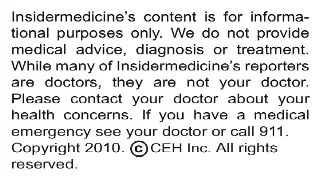 Insidermedicine's content is for informa-
tional purposes only. We do not provide
medical advice, diagnosis or treatment.
While many of Insidermedicine's reporters
are doctors, they are not your doctor.
Please contact your doctor about your
health concerns. If you have a medical
emergency see your doctor or call 911.
Copyright 2010. © CEH Inc. All rights
reserved.